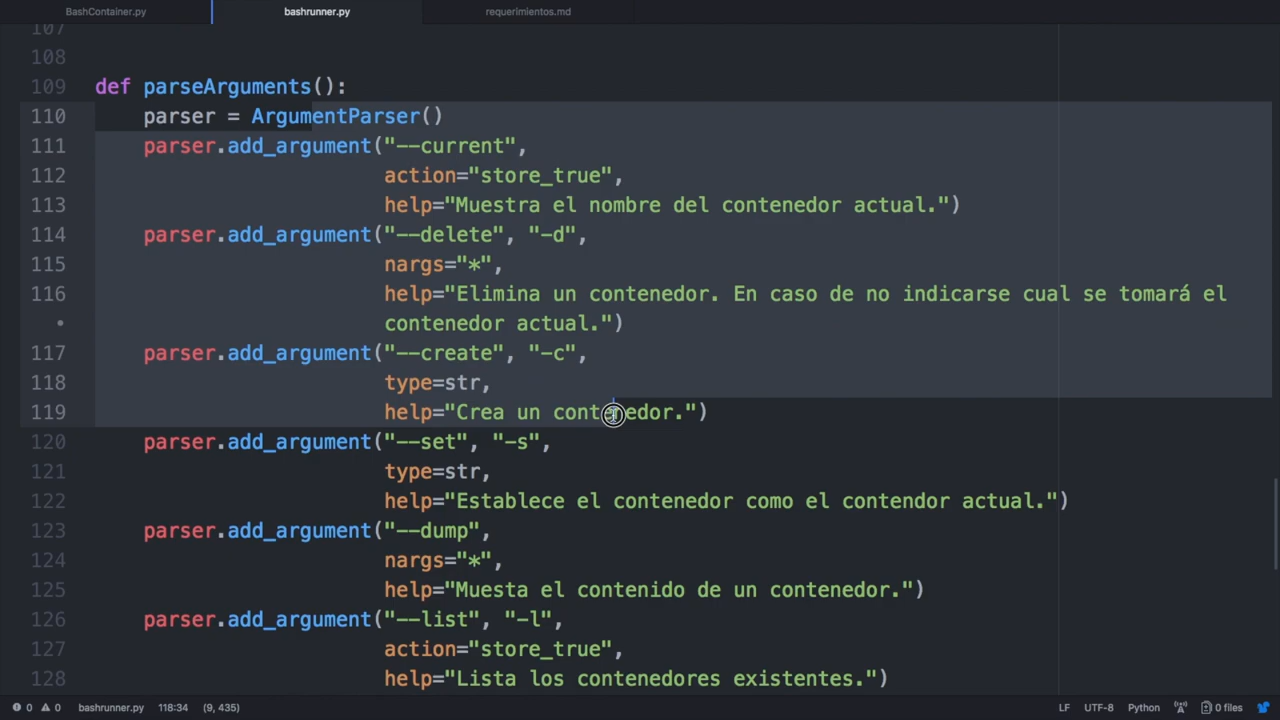 BashContainer.py bashrunner.py requerimientos.md
107
108
109 def parseArguments():
110 parser = ArgumentParser()
111 parser.add_argument("--current",
112 action="store_true",
113 help="Muestra el nombre del contenedor actual.")
114 parser.add_argument("--delete", "-d",
115 nargs="*",
116 help="Elimina un contenedor. En caso de no indicarse cual se tomará el
• contenedor actual.")
117 parser.add_argument("--create", "-c",
118 type=str,
119 help="Crea un contenedor.")
120 parser.add_argument("--set", "-s",
121 type=str,
122 help="Establece el contenedor como el contendor actual.")
123 parser.add_argument("--dump",
124 nargs="*",
125 help="Muesta el contenido de un contenedor.")
126 parser.add_argument("--list", "-l",
127 action="store_true",
128 help="Lista los contenedores existentes.")
0 0 bashrunner.py 118:34 (9, 435) LF UTF-8 Python 0 files